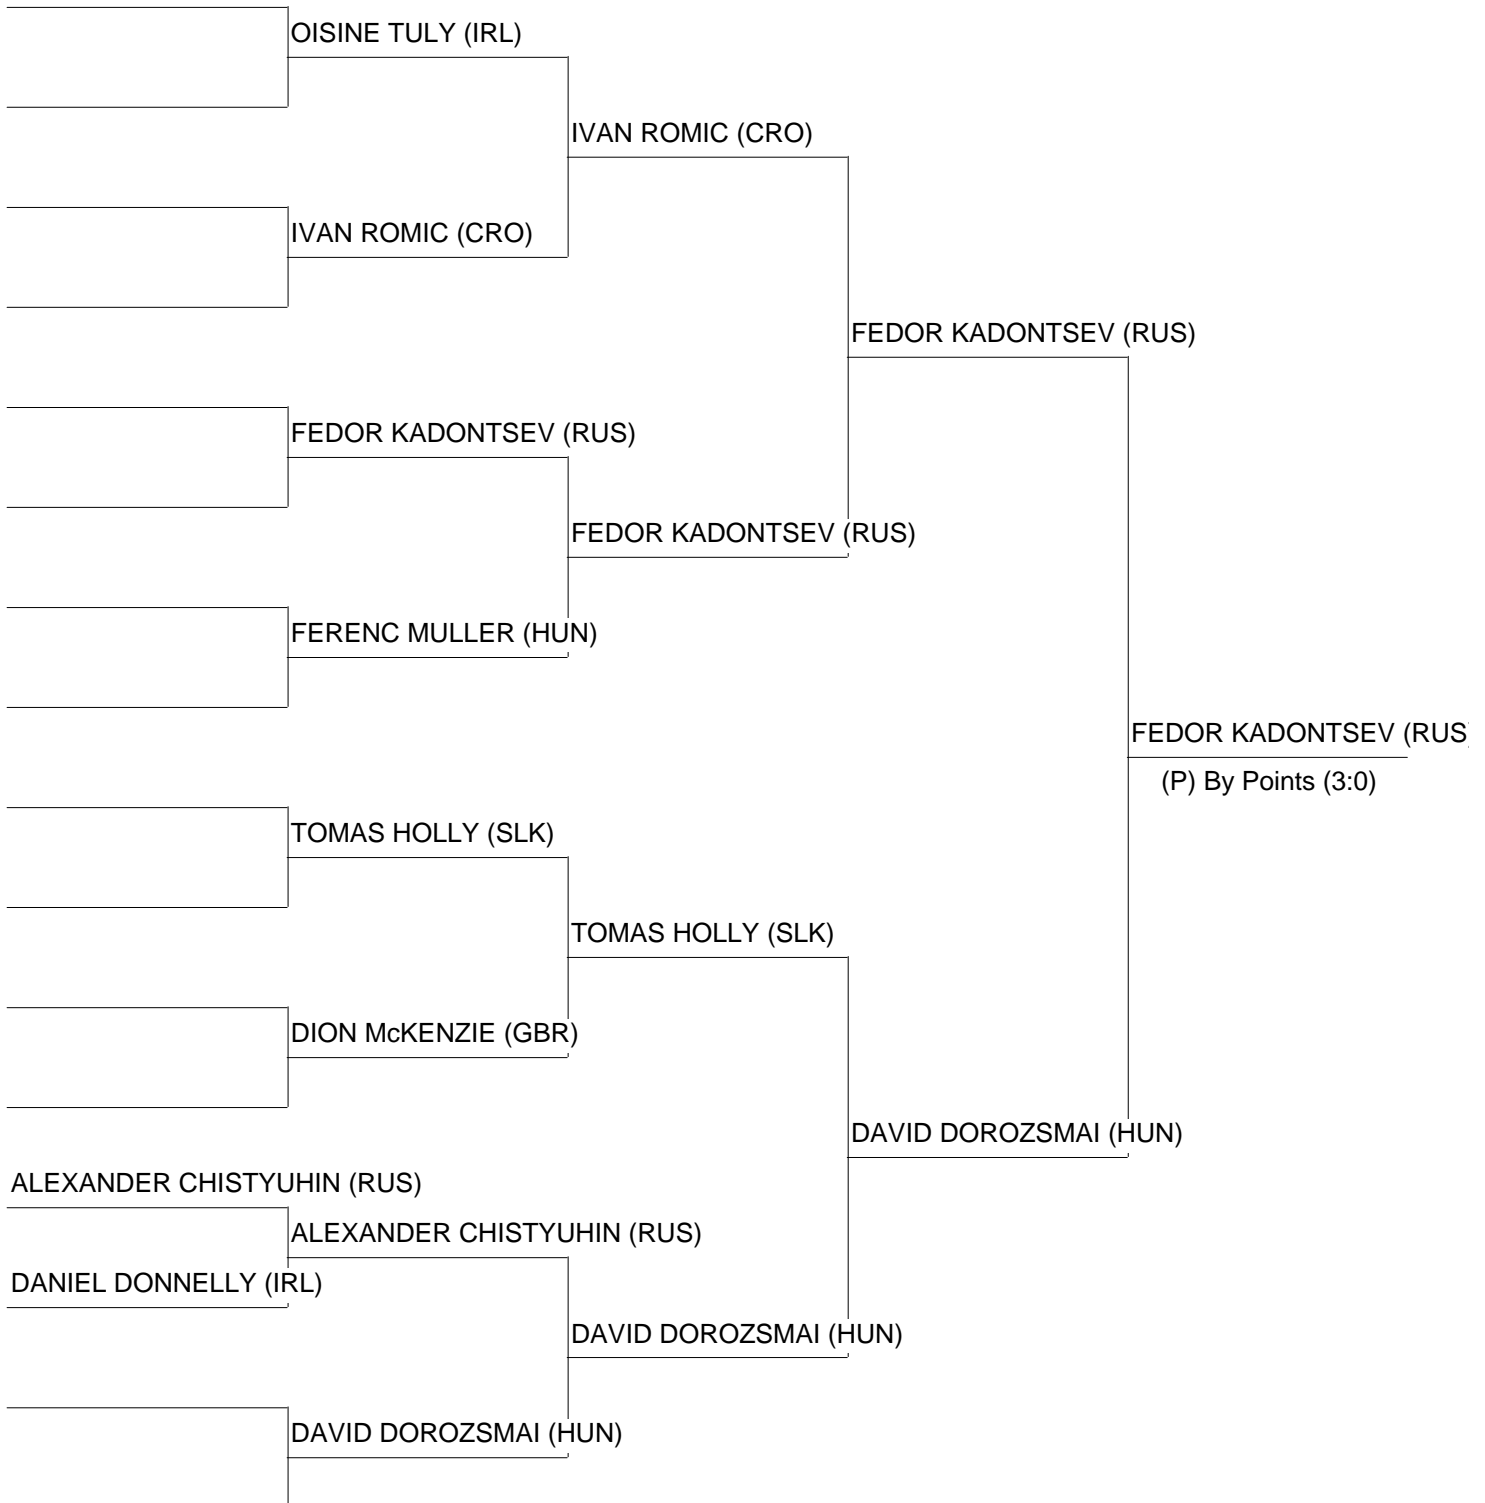 OISINE TULY (IRL)
IVAN ROMIC (CRO)
IVAN ROMIC (CRO)
FEDOR KADONTSEV (RUS)
FEDOR KADONTSEV (RUS)
FEDOR KADONTSEV (RUS)
FERENC MULLER (HUN)
FEDOR KADONTSEV (RUS)
(P) By Points (3:0)
TOMAS HOLLY (SLK)
TOMAS HOLLY (SLK)
DION McKENZIE (GBR)
DAVID DOROZSMAI (HUN)
ALEXANDER CHISTYUHIN (RUS)
ALEXANDER CHISTYUHIN (RUS)
DANIEL DONNELLY (IRL)
DAVID DOROZSMAI (HUN)
DAVID DOROZSMAI (HUN)